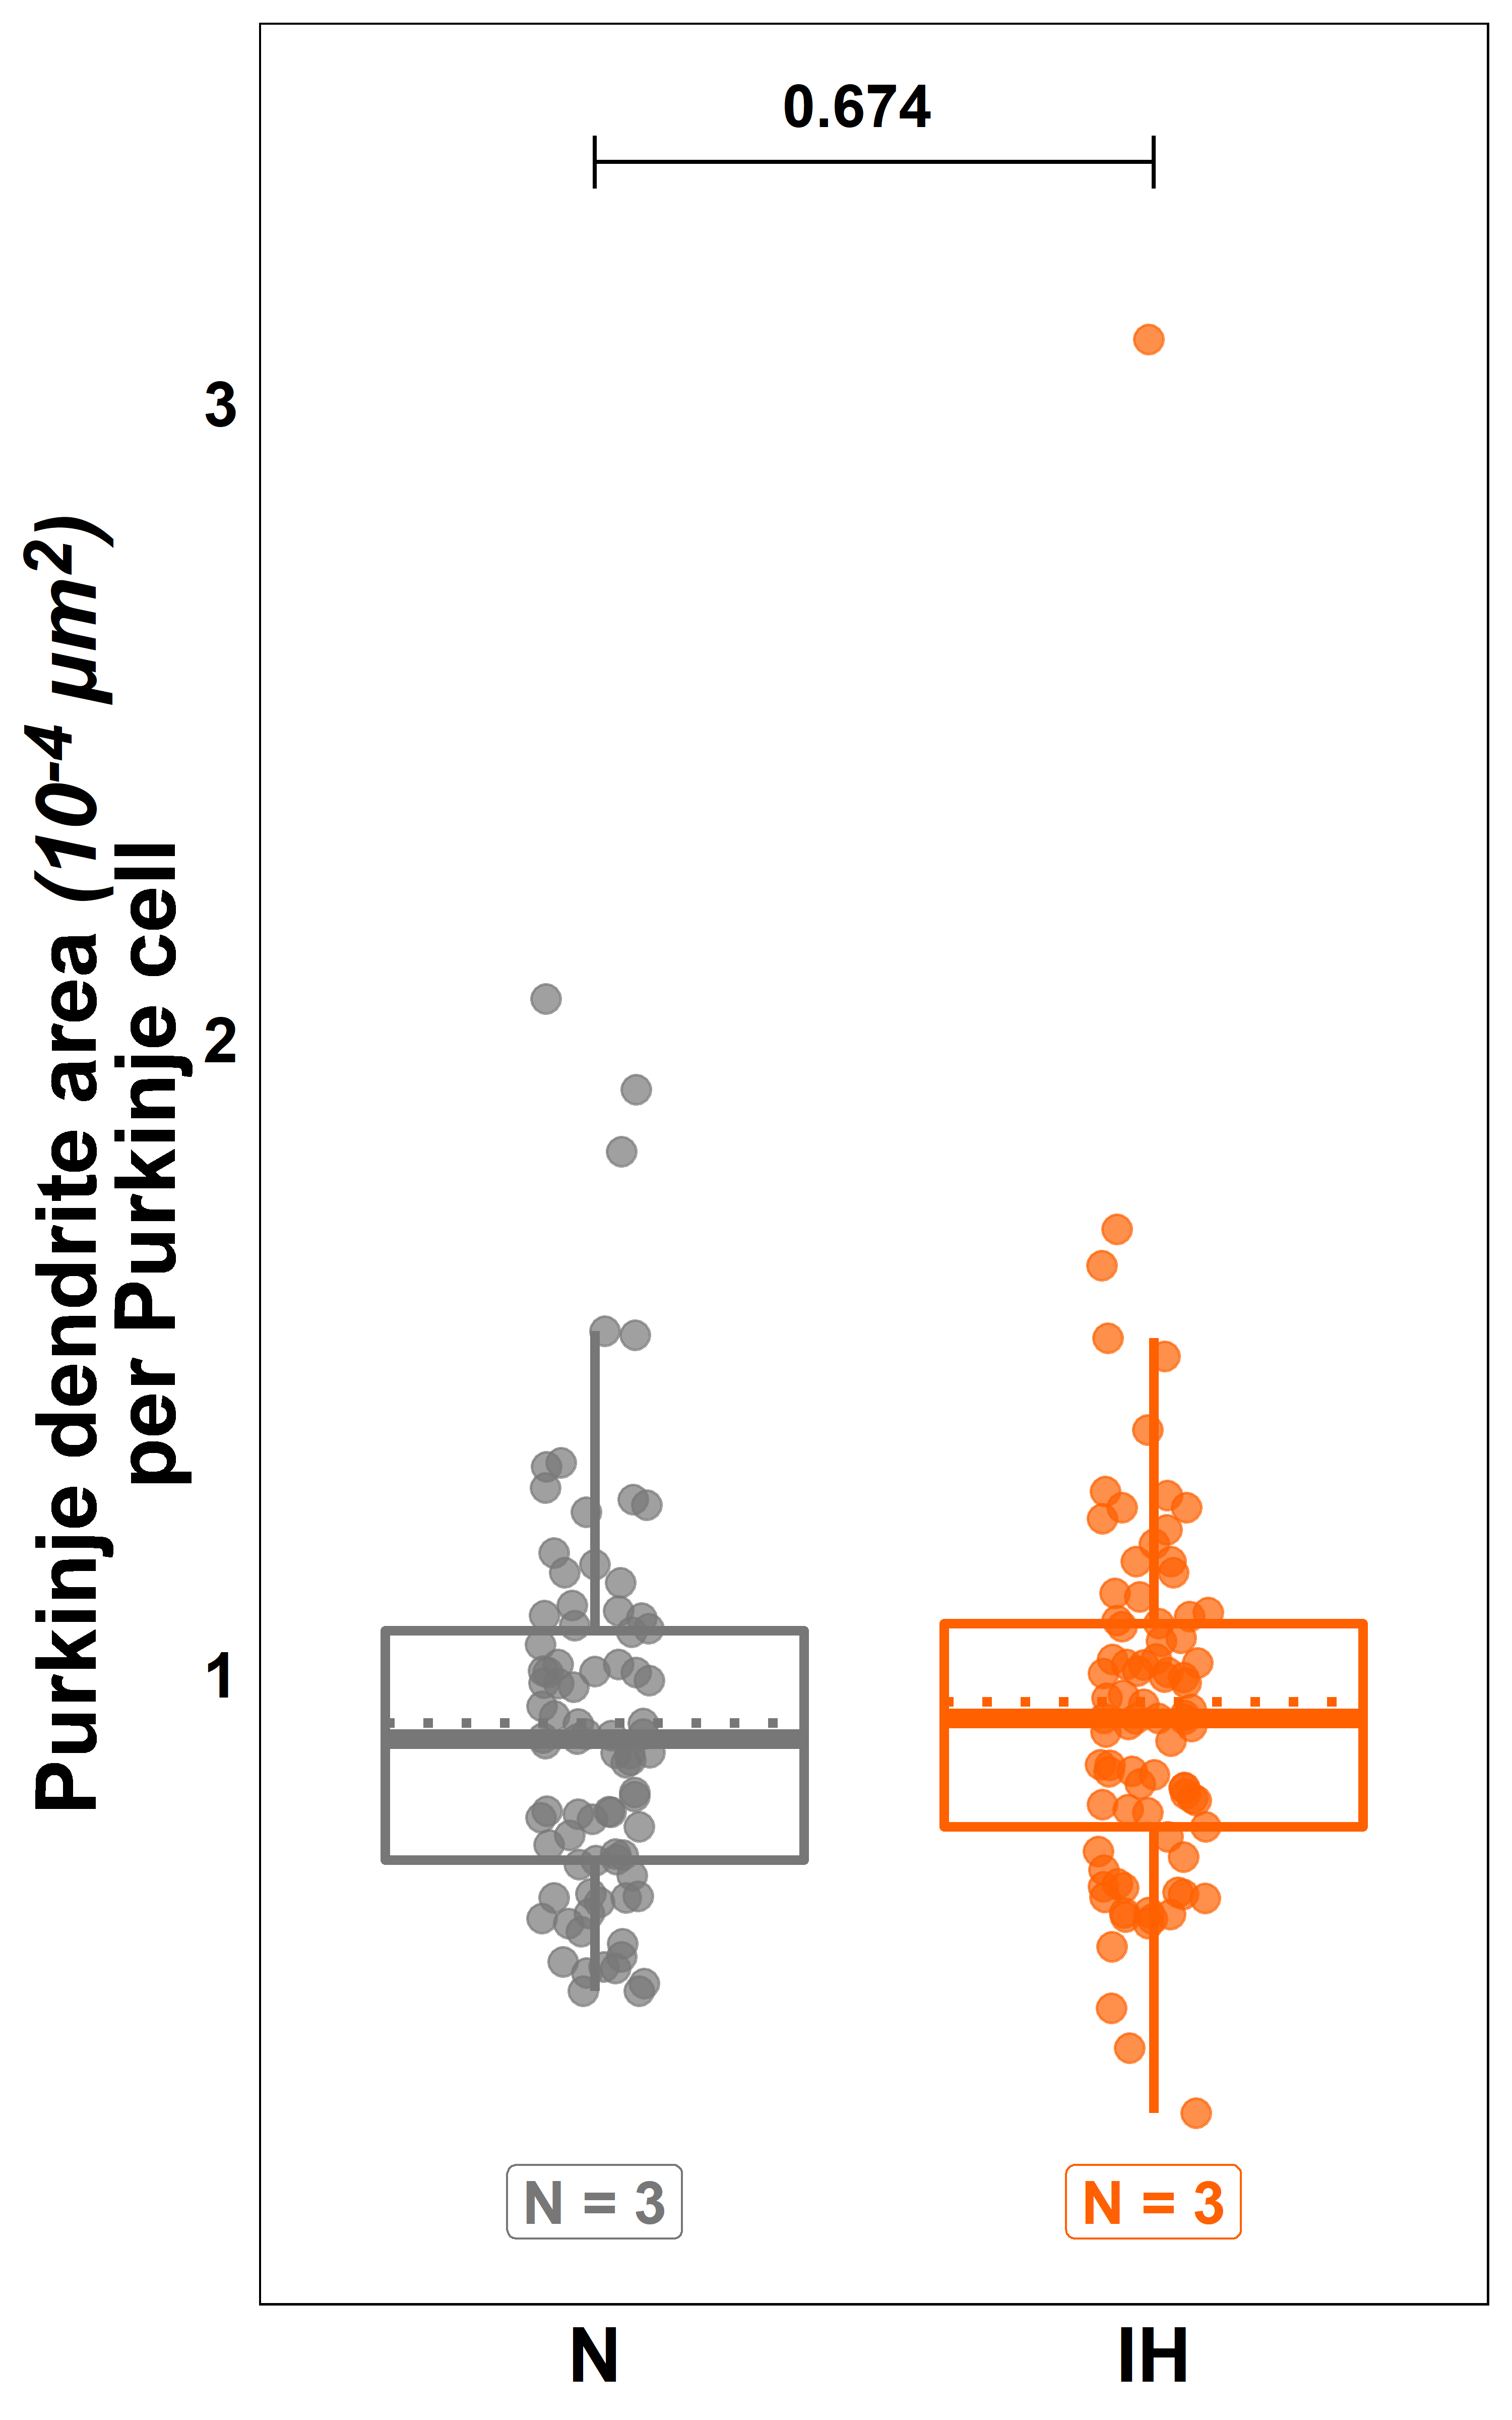 0.674
3
2
1
Purkinje dendrite area (10⁻⁴ µm²)
per Purkinje cell
N = 3
N = 3
N
IH